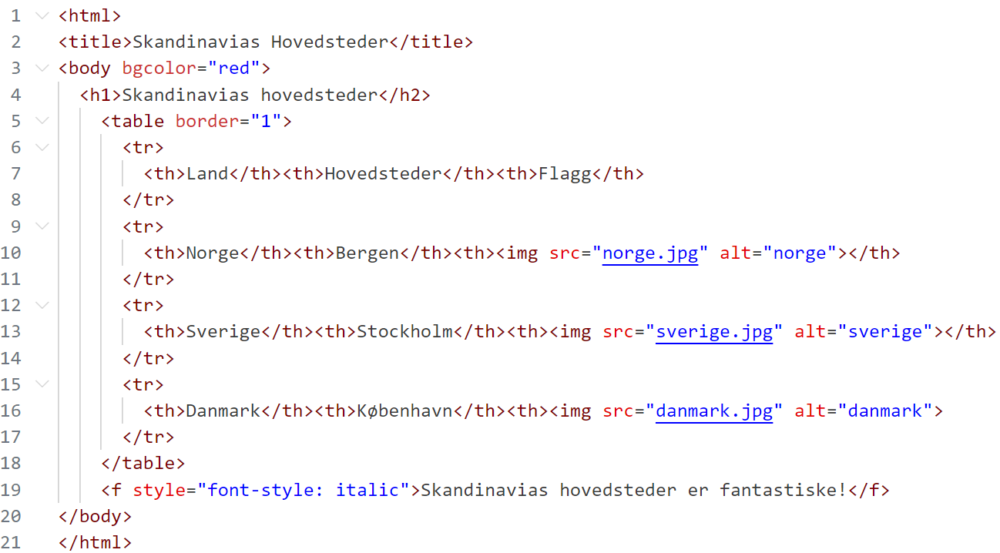 1 <html>
2 <title>Skandinavias Hovedsteder</title>
3 <body bgcolor="red">
4 <h1>Skandinavias hovedsteder</h2>
5 <table border="1">
6 <tr>
7 <th>Land</th><th>Hovedsteder</th><th>Flagg</th>
8 </tr>
9 <tr>
10 <th>Norge</th><th>Bergen</th><th><img src="norge.jpg" alt="norge"></th>
11 </tr>
12 <tr>
13 <th>Sverige</th><th>Stockholm</th><th><img src="sverige.jpg" alt="sverige"></th>
14 </tr>
15 <tr>
16 <th>Danmark</th><th>København</th><th><img src="danmark.jpg" alt="danmark">
17 </tr>
18 </table>
19 <f style="font-style: italic">Skandinavias hovedsteder er fantastiske!</f>
20 </body>
21 </html>